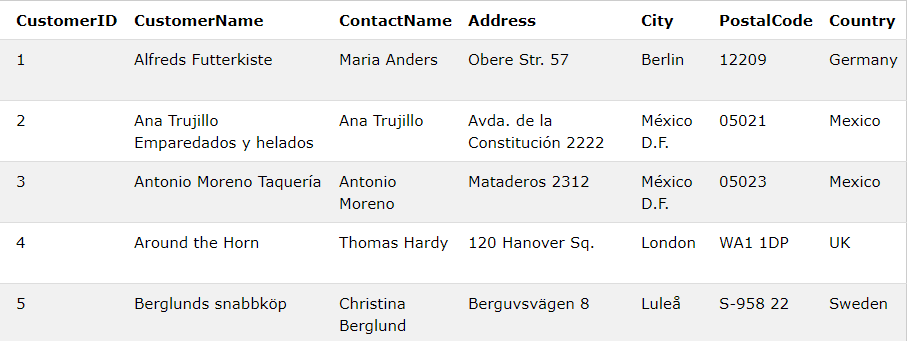 CustomerID CustomerName ContactName Address City PostalCode Country
1 Alfreds Futterkiste Maria Anders Obere Str. 57 Berlin 12209 Germany
2 Ana Trujillo Ana Trujillo Avda. de la México 05021 Mexico
Emparedados y helados Constitución 2222 D.F.
3 Antonio Moreno Taquería Antonio Mataderos 2312 México 05023 Mexico
Moreno D.F.
4 Around the Horn Thomas Hardy 120 Hanover Sq. London WA1 1DP UK
5 Berglunds snabbköp Christina Berguvsvägen 8 Luleå S-958 22 Sweden
Berglund